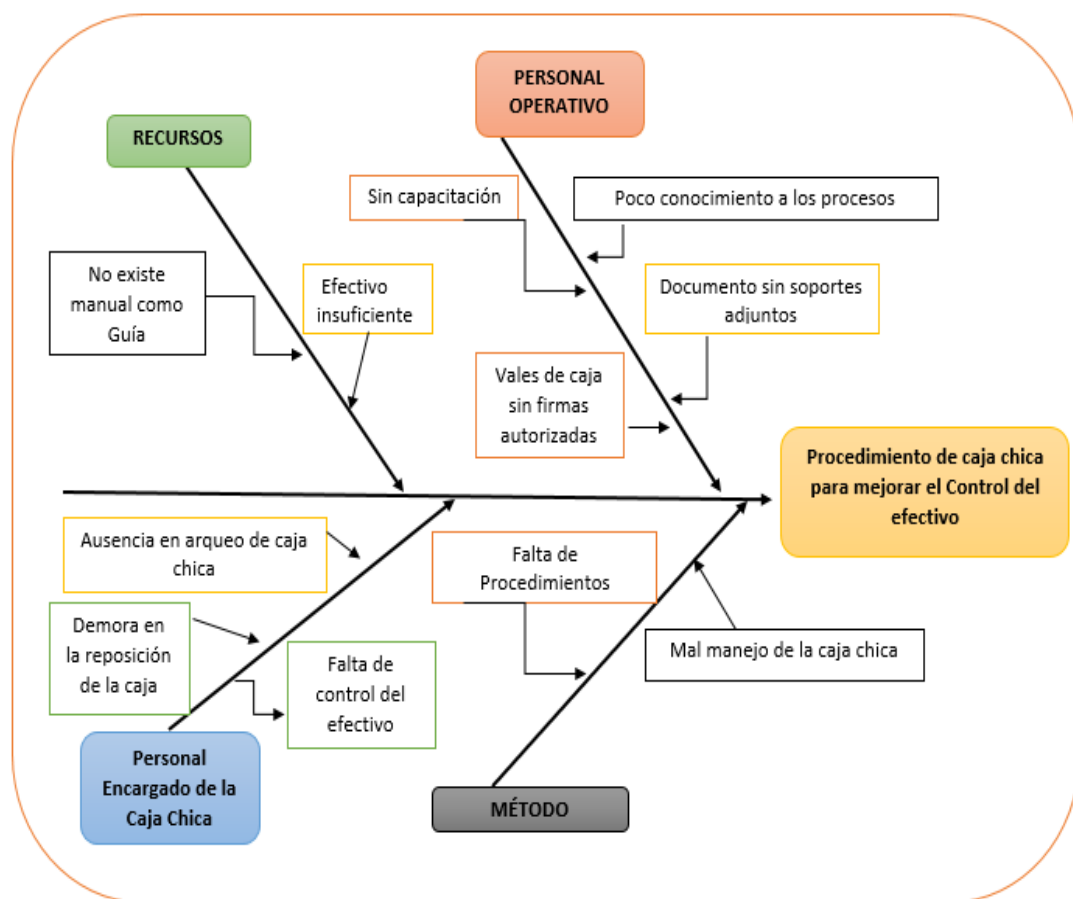 PERSONAL
OPERATIVO
RECURSOS
Sin capacitación
Poco conocimiento a los procesos
No existe
manual como
Guía
Efectivo
insuficiente
Documento sin soportes
adjuntos
Vales de caja
sin firmas
autorizadas
Procedimiento de caja chica
para mejorar el Control del
efectivo
Ausencia en arqueo de caja
chica
Falta de
Procedimientos
Demora en
la reposición
de la caja
Falta de
control del
efectivo
Mal manejo de la caja chica
Personal
Encargado de la
Caja Chica
MÉTODO